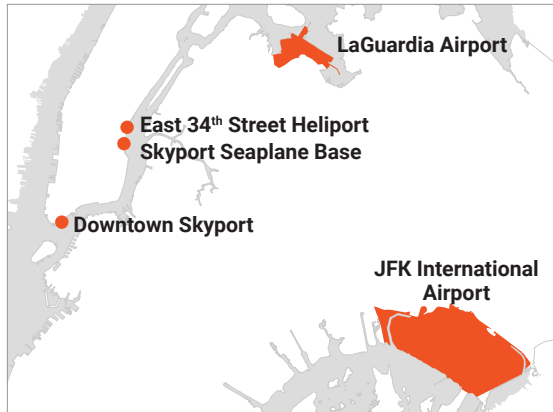 LaGuardia Airport
East 34th Street Heliport
Skyport Seaplane Base
Downtown Skyport
JFK International
Airport